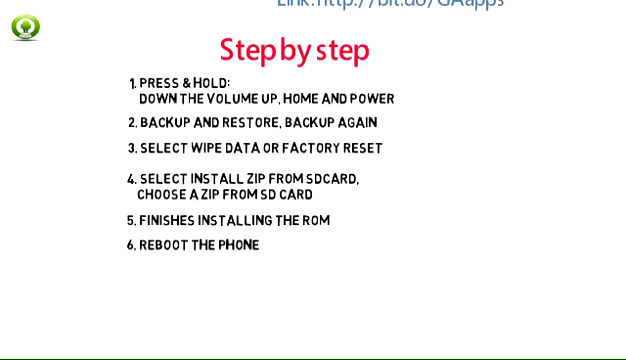 Link:http://bit.do/GAapps
Step by step
1. PRESS & HOLD:
DOWN THE VOLUME UP, HOME AND POWER
2. BACKUP AND RESTORE, BACKUP AGAIN
3. SELECT WIPE DATA OR FACTORY RESET
4. SELECT INSTALL ZIP FROM SDCARD,
CHOOSE A ZIP FROM SD CARD
5. FINISHES INSTALLING THE ROM
6. REBOOT THE PHONE